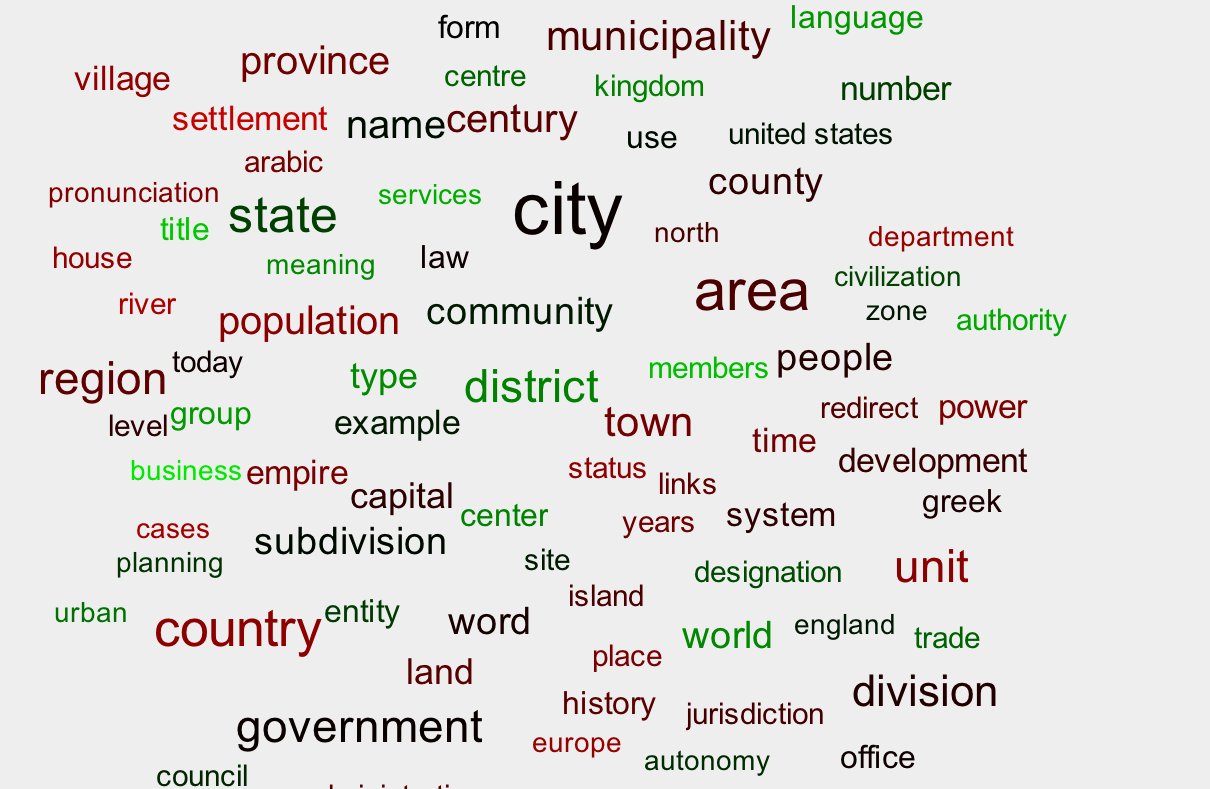 form
municipality
language
province
village
centre
kingdom
number
settlement
name
century
use
united states
arabic
pronunciation
services
city
county
title
state
north
department
house
meaning
law
civilization
area
river
community
zone
authority
population
today
region
type
district
members
people
level
group
example
town
redirect
power
time
business
empire
status
links
development
capital
greek
cases
center
years
system
planning
subdivision
site
designation
unit
island
urban
entity
country
word
world
england
trade
place
land
history
jurisdiction
division
government
europe
autonomy
office
council